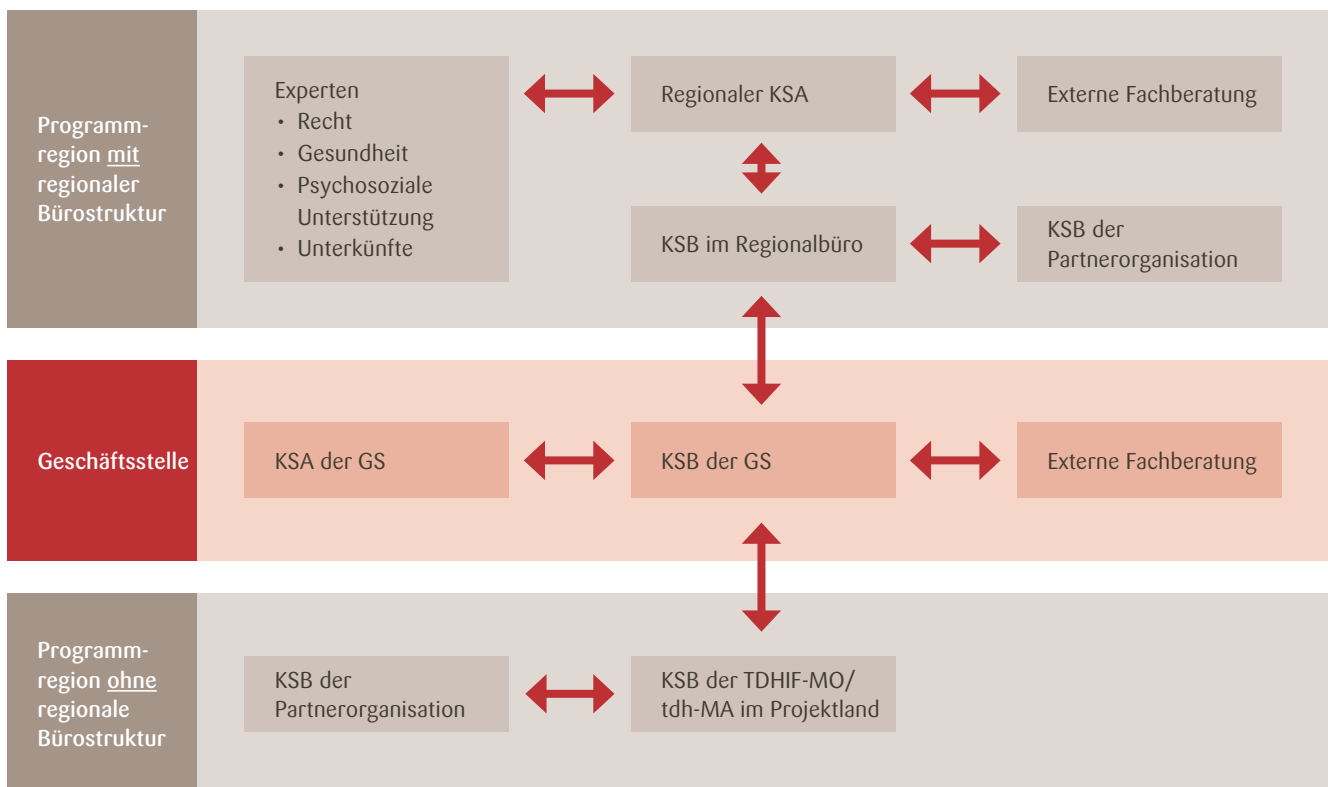 Programm-
region mit
regionaler
Bürostruktur
Experten
• Recht
• Gesundheit
• Psychosoziale
Unterstützung
• Unterkünfte
Regionaler KSA
Externe Fachberatung
KSB im Regionalbüro
KSB der
Partnerorganisation
Geschäftsstelle
KSA der GS
KSB der GS
Externe Fachberatung
Programm-
region ohne
regionale
Bürostruktur
KSB der
Partnerorganisation
KSB der TDHIF-MO/
tdh-MA im Projektland